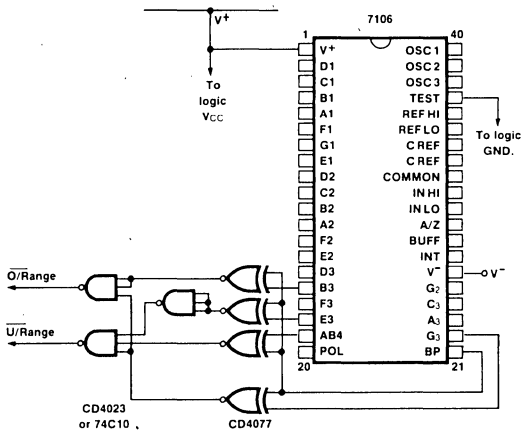 V+
7106
1
40
V+
OSC 1
D1
OSC 2
To
logic
VCC
C1
OSC 3
B1
TEST
A1
REF HI
F1
REF LO
To logic
GND.
G1
C REF
E1
C REF
D2
COMMON
C2
IN HI
B2
IN LO
A2
A/Z
F2
BUFF
E2
INT
D3
V−
V−
O/Range
B3
G2
F3
C3
E3
A3
U/Range
AB4
G3
20
POL
BP
21
CD4023
or 74C10
CD4077